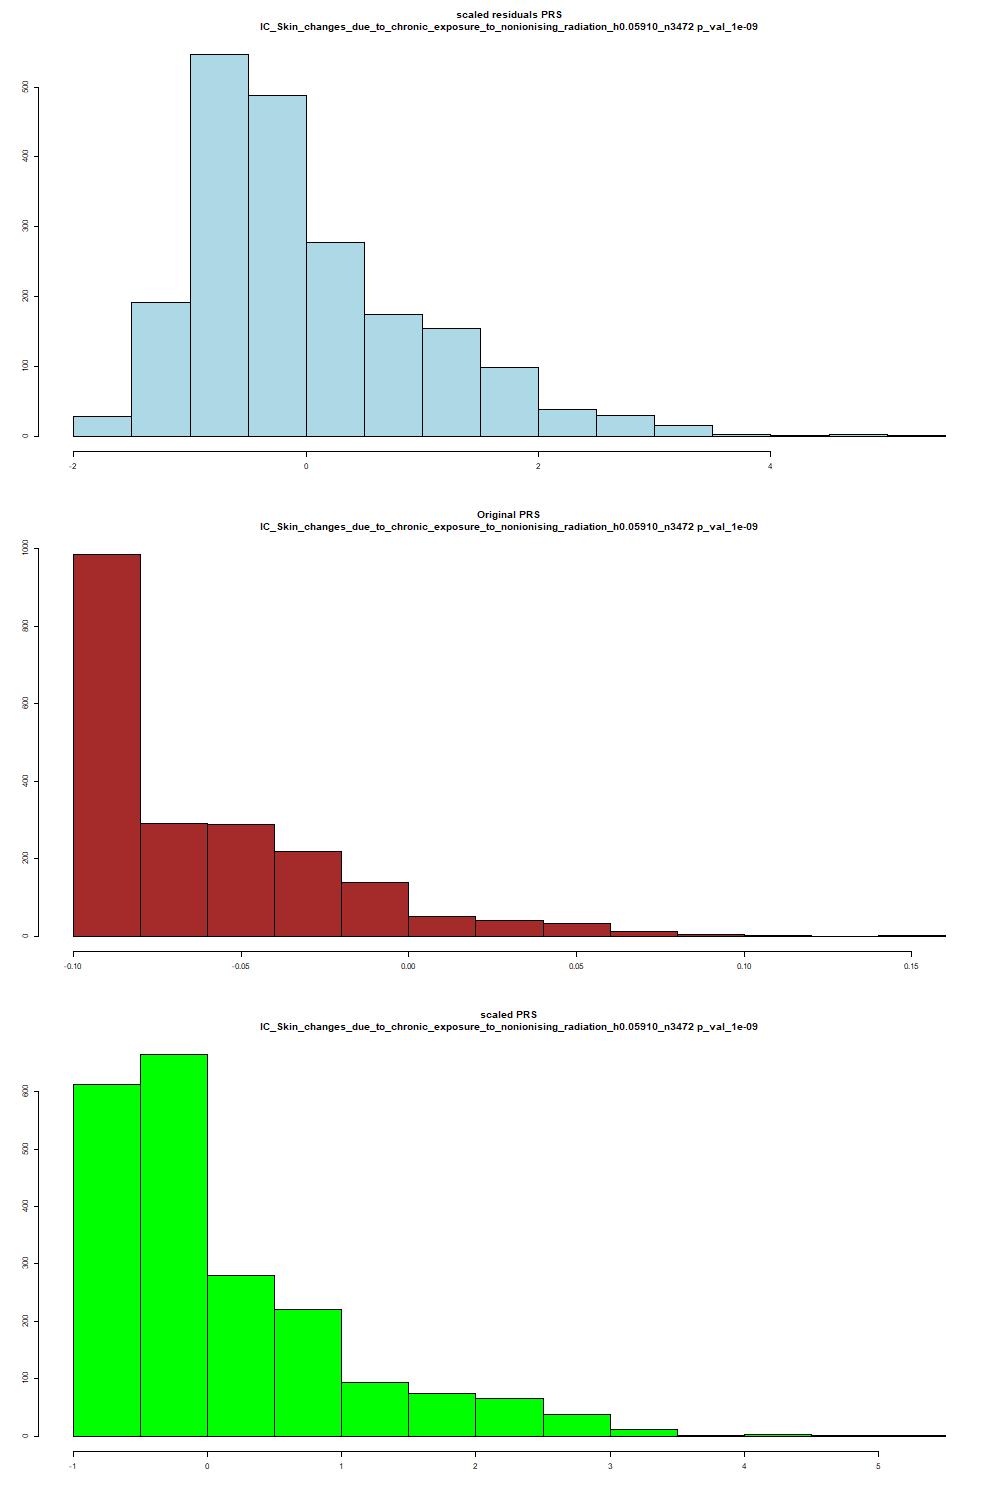 scaled residuals PRS
IC_Skin_changes_due_to_chronic_exposure_to_nonionising_radiation_h0.05910_n3472 p_val_1e-09
500
400
300
200
100
0
-2 0 2 4
Original PRS
IC_Skin_changes_due_to_chronic_exposure_to_nonionising_radiation_h0.05910_n3472 p_val_1e-09
1000
800
600
400
200
0
-0.10 -0.05 0.00 0.05 0.10 0.15
scaled PRS
IC_Skin_changes_due_to_chronic_exposure_to_nonionising_radiation_h0.05910_n3472 p_val_1e-09
600
500
400
300
200
100
0
-1 0 1 2 3 4 5